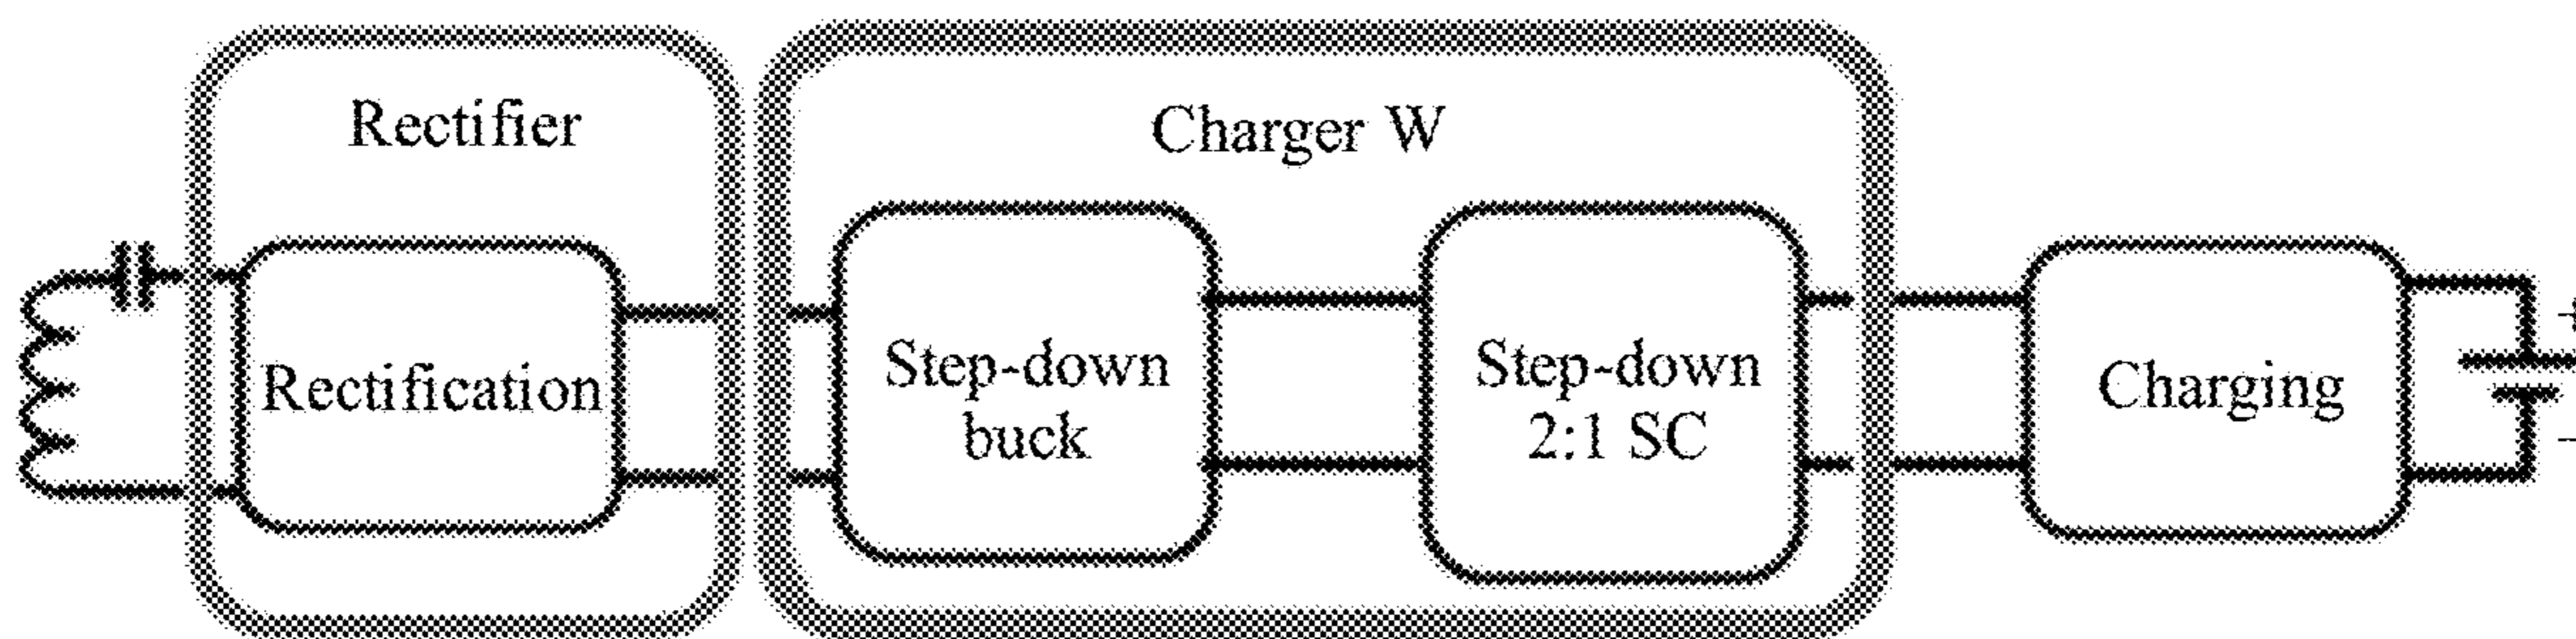 Rectifier
Charger W
Rectification
Step-down
buck
Step-down
2:1 SC
Charging
+
-